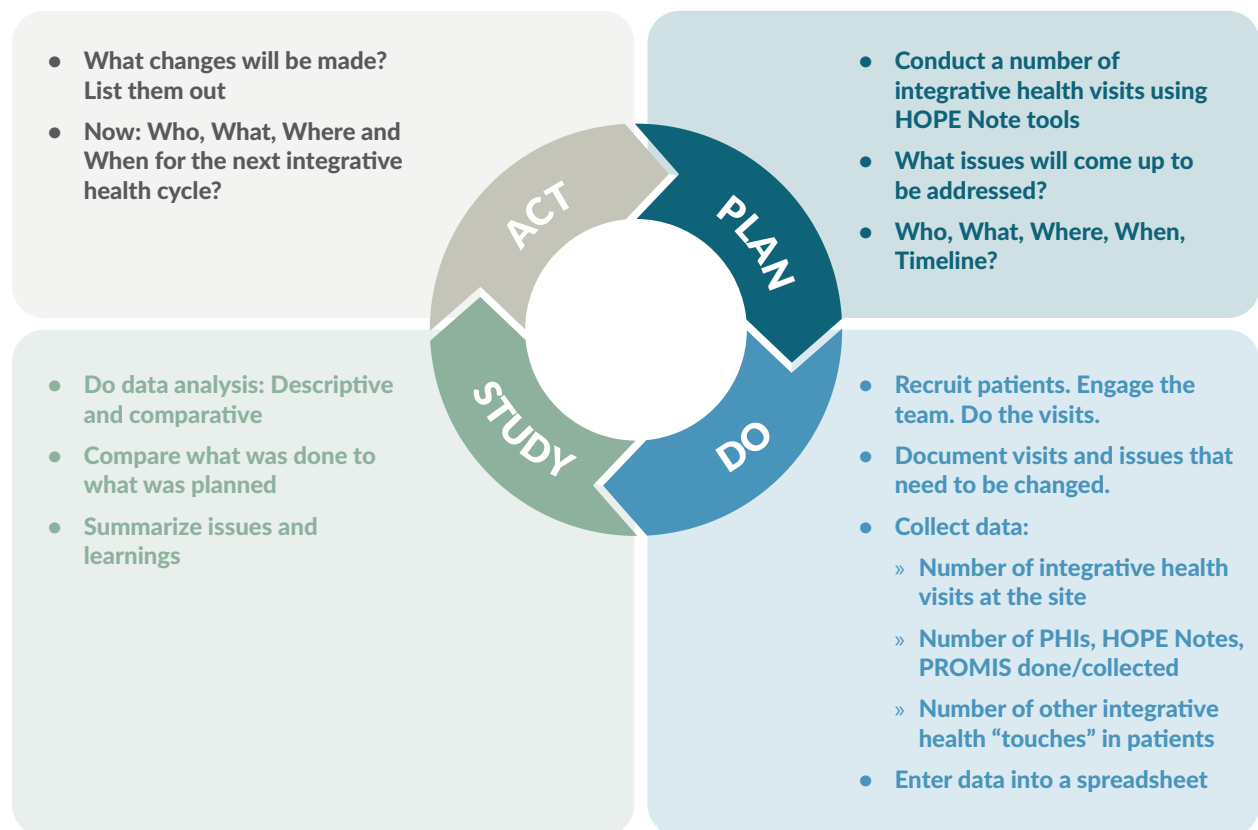 ● What changes will be made?
List them out
● Now: Who, What, Where and
When for the next integrative
health cycle?
● Conduct a number of
integrative health visits using
HOPE Note tools
● What issues will come up to
be addressed?
● Who, What, Where, When,
Timeline?
ACT
PLAN
STUDY
DO
● Do data analysis: Descriptive
and comparative
● Compare what was done to
what was planned
● Summarize issues and
learnings
● Recruit patients. Engage the
team. Do the visits.
● Document visits and issues that
need to be changed.
● Collect data:
» Number of integrative health
visits at the site
» Number of PHIs, HOPE Notes,
PROMIS done/collected
» Number of other integrative
health “touches” in patients
● Enter data into a spreadsheet